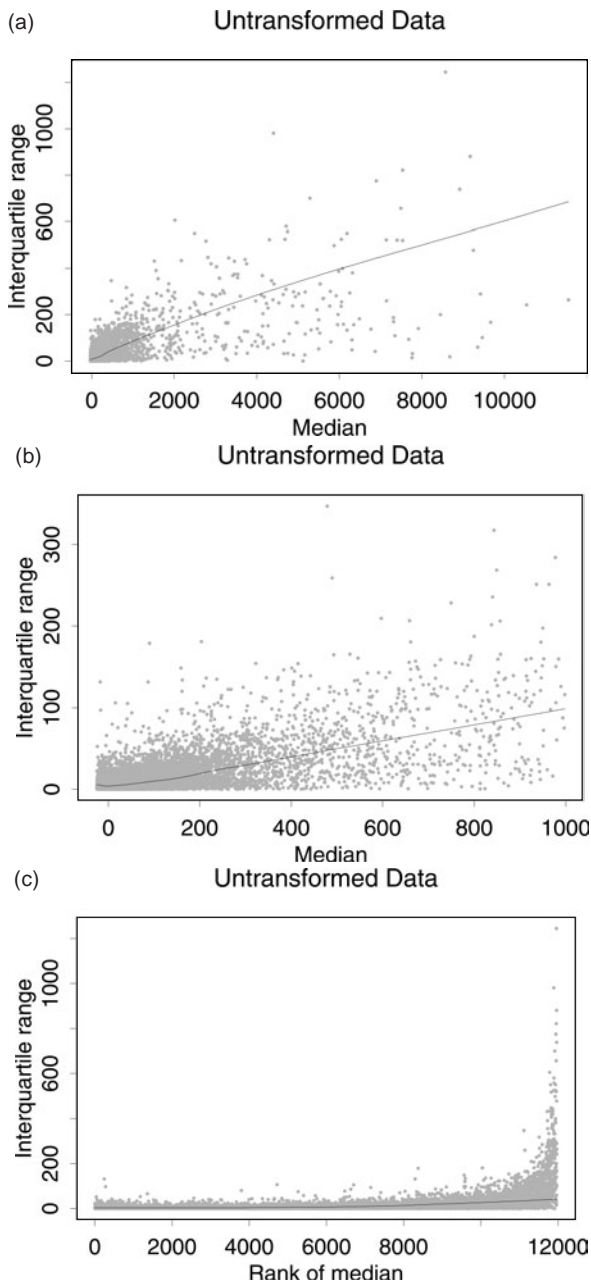 (a)
Untransformed Data
Interquartile range
0 200 600 1000
0 2000 4000 6000 8000 10000
Median
(b)
Untransformed Data
Interquartile range
0 100 200 300
0 200 400 600 800 1000
Median
(c)
Untransformed Data
Interquartile range
0 200 600 1000
0 2000 4000 6000 8000 12000
Rank of median